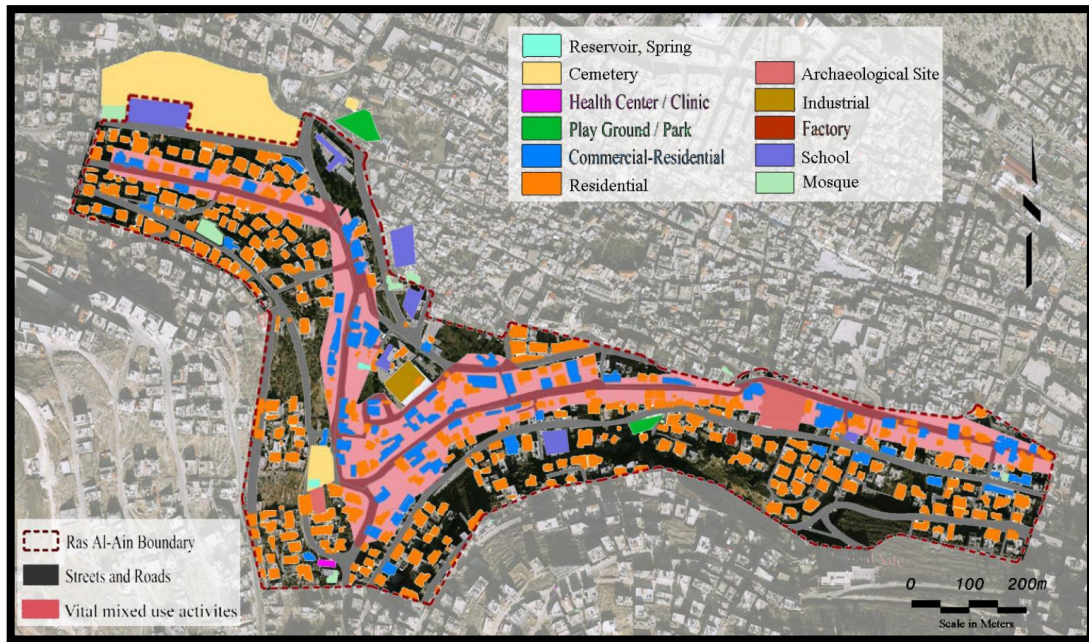 Reservoir, Spring
Cemetery
Health Center / Clinic
Play Ground / Park
Commercial-Residential
Residential
Archaeological Site
Industrial
Factory
School
Mosque
Ras Al-Ain Boundary
Streets and Roads
Vital mixed use activites
0 100 200m
Scale in Meters